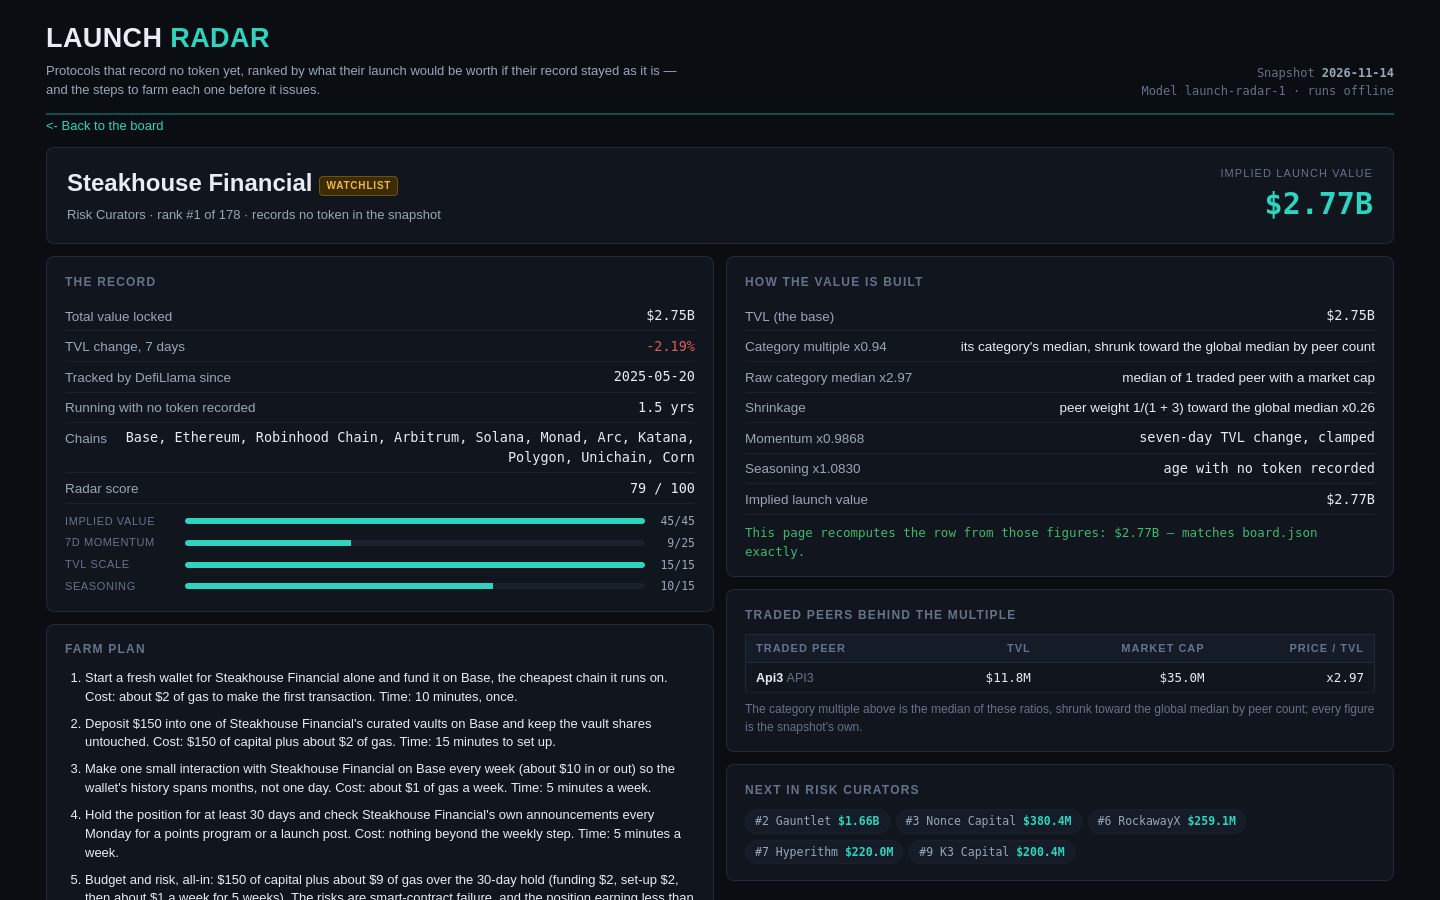 LAUNCH RADAR
Protocols that record no token yet, ranked by what their launch would be worth if their record stayed as it is —
and the steps to farm each one before it issues.
Snapshot 2026-11-14
Model launch-radar-1 · runs offline
<- Back to the board
Steakhouse Financial WATCHLIST
Risk Curators · rank #1 of 178 · records no token in the snapshot
IMPLIED LAUNCH VALUE
$2.77B
THE RECORD
Total value locked $2.75B
TVL change, 7 days -2.19%
Tracked by DefiLlama since 2025-05-20
Running with no token recorded 1.5 yrs
Chains Base, Ethereum, Robinhood Chain, Arbitrum, Solana, Monad, Arc, Katana,
Polygon, Unichain, Corn
Radar score 79 / 100
IMPLIED VALUE 45/45
7D MOMENTUM 9/25
TVL SCALE 15/15
SEASONING 10/15
FARM PLAN
1. Start a fresh wallet for Steakhouse Financial alone and fund it on Base, the cheapest chain it runs on.
Cost: about $2 of gas to make the first transaction. Time: 10 minutes, once.
2. Deposit $150 into one of Steakhouse Financial's curated vaults on Base and keep the vault shares
untouched. Cost: $150 of capital plus about $2 of gas. Time: 15 minutes to set up.
3. Make one small interaction with Steakhouse Financial on Base every week (about $10 in or out) so the
wallet's history spans months, not one day. Cost: about $1 of gas a week. Time: 5 minutes a week.
4. Hold the position for at least 30 days and check Steakhouse Financial's own announcements every
Monday for a points program or a launch post. Cost: nothing beyond the weekly step. Time: 5 minutes a
week.
5. Budget and risk, all-in: $150 of capital plus about $9 of gas over the 30-day hold (funding $2, set-up $2,
then about $1 a week for 5 weeks). The risks are smart-contract failure, and the position earning less than
HOW THE VALUE IS BUILT
TVL (the base) $2.75B
Category multiple x0.94 its category's median, shrunk toward the global median by peer count
Raw category median x2.97 median of 1 traded peer with a market cap
Shrinkage peer weight 1/(1 + 3) toward the global median x0.26
Momentum x0.9868 seven-day TVL change, clamped
Seasoning x1.0830 age with no token recorded
Implied launch value $2.77B
This page recomputes the row from those figures: $2.77B — matches board.json
exactly.
TRADED PEERS BEHIND THE MULTIPLE
TRADED PEER TVL MARKET CAP PRICE / TVL
Api3 API3 $11.8M $35.0M x2.97
The category multiple above is the median of these ratios, shrunk toward the global median by peer count; every figure
is the snapshot's own.
NEXT IN RISK CURATORS
#2 Gauntlet $1.66B #3 Nonce Capital $380.4M #6 RockawayX $259.1M
#7 Hyperithm $220.0M #9 K3 Capital $200.4M